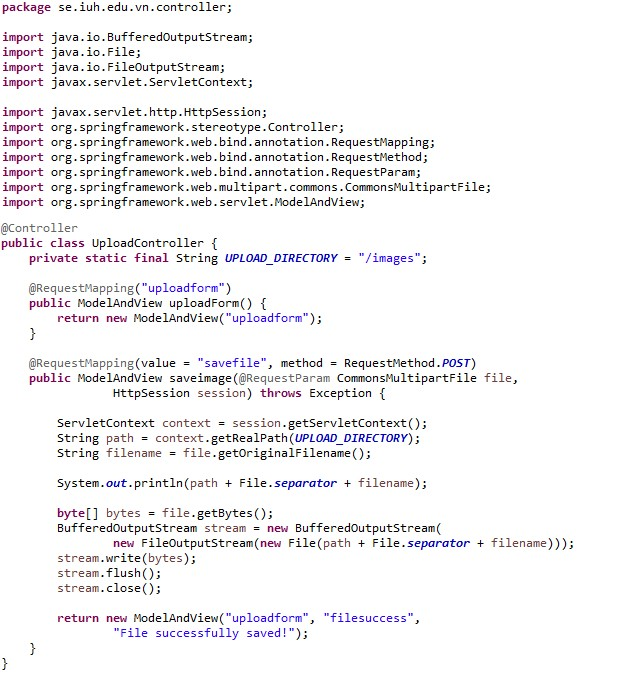 package se.iuh.edu.vn.controller;
import java.io.BufferedOutputStream;
import java.io.File;
import java.io.FileOutputStream;
import javax.servlet.ServletContext;
import javax.servlet.http.HttpSession;
import org.springframework.stereotype.Controller;
import org.springframework.web.bind.annotation.RequestMapping;
import org.springframework.web.bind.annotation.RequestMethod;
import org.springframework.web.bind.annotation.RequestParam;
import org.springframework.web.multipart.commons.CommonsMultipartFile;
import org.springframework.web.servlet.ModelAndView;
@Controller
public class UploadController {
    private static final String UPLOAD_DIRECTORY = "/images";
    @RequestMapping("uploadform")
    public ModelAndView uploadForm() {
        return new ModelAndView("uploadform");
    }
    @RequestMapping(value = "savefile", method = RequestMethod.POST)
    public ModelAndView saveimage(@RequestParam CommonsMultipartFile file,
            HttpSession session) throws Exception {
        ServletContext context = session.getServletContext();
        String path = context.getRealPath(UPLOAD_DIRECTORY);
        String filename = file.getOriginalFilename();
        System.out.println(path + File.separator + filename);
        byte[] bytes = file.getBytes();
        BufferedOutputStream stream = new BufferedOutputStream(
                new FileOutputStream(new File(path + File.separator + filename)));
        stream.write(bytes);
        stream.flush();
        stream.close();
        return new ModelAndView("uploadform", "filesuccess",
                "File successfully saved!");
    }
}